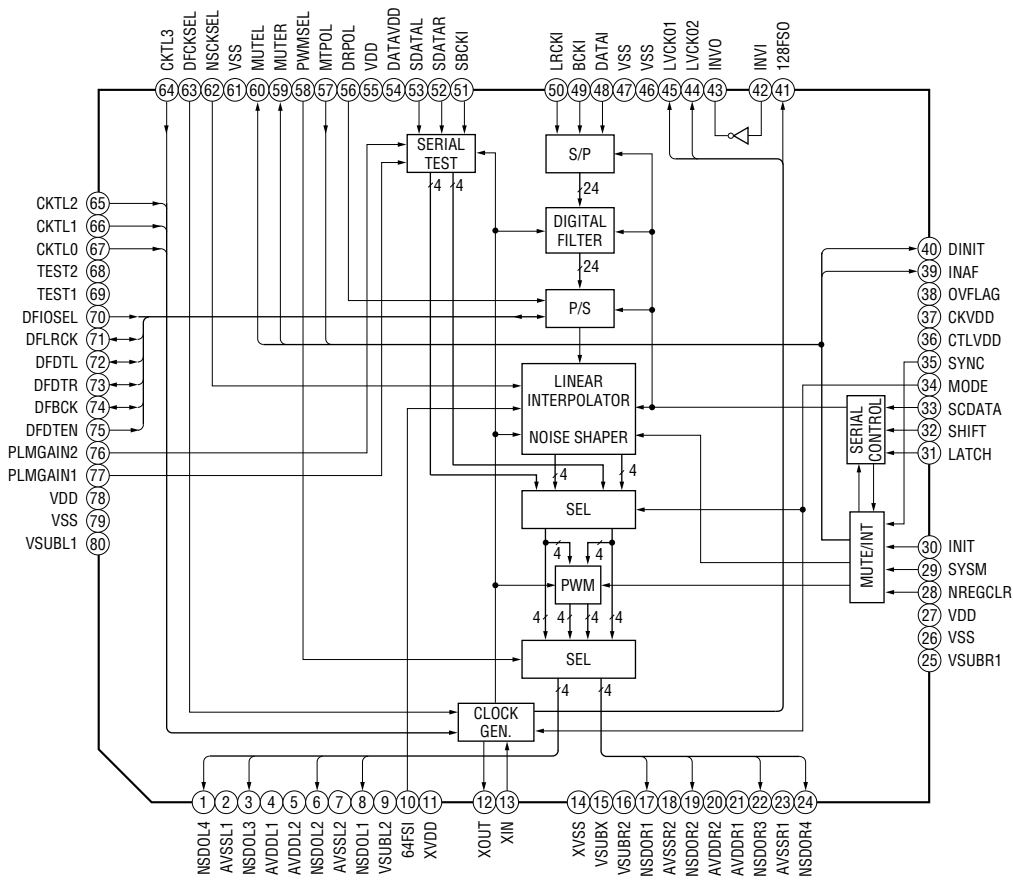 CKTL3
DFCKSEL
NSCKSEL
VSS
MUTEL
MUTER
PWMSEL
MTPOL
DRPOL
VDD
DATAVDD
SDATAL
SDATAR
SBCKI
LRCKI
BCKI
DATAI
VSS
VSS
LVCK01
LVCK02
INVO
INVI
128FSO
64 63 62 61 60 59 58 57 56 55 54 53 52 51 50 49 48 47 46 45 44 43 42 41
SERIAL
TEST
S/P
4 4
24
DIGITAL
FILTER
24
P/S
LINEAR
INTERPOLATOR
NOISE SHAPER
4 4
SEL
4 4
PWM
4 4 4 4
SEL
4 4
CLOCK
GEN.
SERIAL
CONTROL
MUTE/INT
CKTL2 65
CKTL1 66
CKTL0 67
TEST2 68
TEST1 69
DFIOSEL 70
DFLRCK 71
DFDTL 72
DFDTR 73
DFBCK 74
DFDTEN 75
PLMGAIN2 76
PLMGAIN1 77
VDD 78
VSS 79
VSUBL1 80
40 DINIT
39 INAF
38 OVFLAG
37 CKVDD
36 CTLVDD
35 SYNC
34 MODE
33 SCDATA
32 SHIFT
31 LATCH
30 INIT
29 SYSM
28 NREGCLR
27 VDD
26 VSS
25 VSUBR1
1 2 3 4 5 6 7 8 9 10 11 12 13 14 15 16 17 18 19 20 21 22 23 24
NSDOL4
AVSSL1
NSDOL3
AVDDL1
AVDDL2
NSDOL2
AVSSL2
NSDOL1
VSUBL2
64FSI
XVDD
XOUT
XIN
XVSS
VSUBX
VSUBR2
NSDOR1
AVSSR2
NSDOR2
AVDDR2
AVDDR1
NSDOR3
AVSSR1
NSDOR4